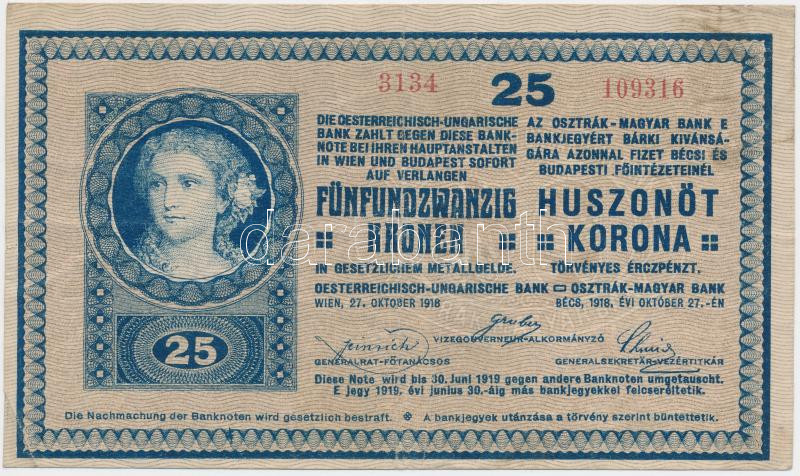 3134 25 109316
DIE OESTERREICHISCH-UNGARISCHE
BANK ZAHLT GEGEN DIESE BANK-
NOTE BEI IHREN HAUPTANSTALTEN
IN WIEN UND BUDAPEST SOFORT
AUF VERLANGEN
FÜNFUNDZWANZIG
KRONEN
IN GESETZLICHEM METALLGELDE.
OESTERREICHISCH-UNGARISCHE BANK
WIEN, 27. OKTOBER 1918
AZ OSZTRÁK-MAGYAR BANK E
BANKJEGYÉRT BÁRKI KIVÁNSÁ-
GÁRA AZONNAL FIZET BÉCSI ÉS
BUDAPESTI FŐINTÉZETEINÉL
HUSZONÖT
KORONA
TÖRVÉNYES ÉRCZPÉNZT.
OSZTRÁK-MAGYAR BANK
BÉCS, 1918. ÉVI OKTOBER 27.-ÉN
25
Gruber
VIZEGOUVERNEUR-ALKORMÁNYZÓ
GENERALRAT-FŐTANÁCSOS
GENERALSEKRETÄR-VEZÉRTITKÁR
Diese Note wird bis 30. Juni 1919 gegen andere Banknoten umgetauscht.
E jegy 1919. évi junius 30.-áig más bankjegyekkel felcseréltetik.
Die Nachmachung der Banknoten wird gesetzlich bestraft. A bankjegyek utánzása a törvény szerint büntettetik.
darabanth